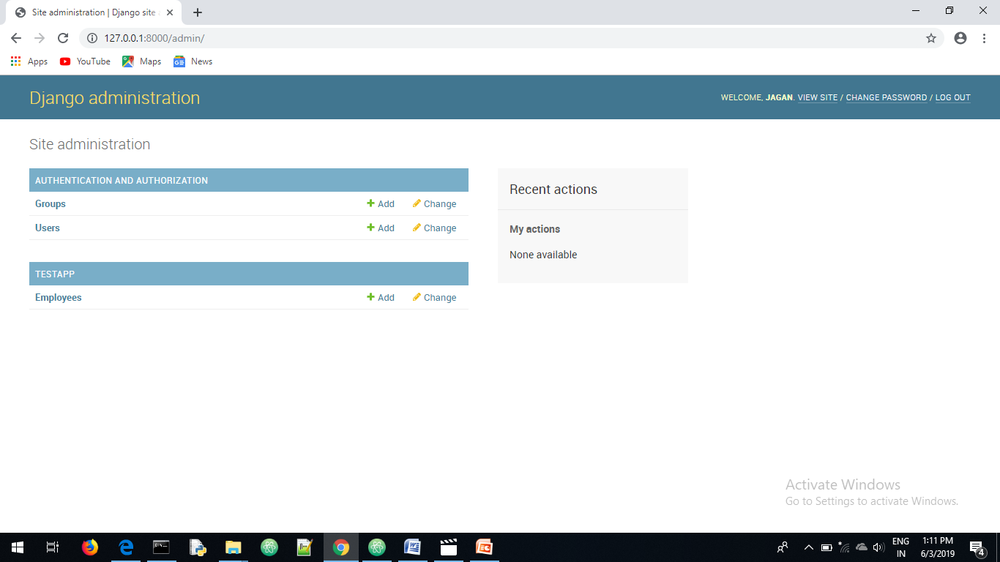 Site administration | Django site
127.0.0.1:8000/admin/
Apps YouTube Maps News
Django administration
WELCOME, JAGAN. VIEW SITE / CHANGE PASSWORD / LOG OUT
Site administration
AUTHENTICATION AND AUTHORIZATION
Groups Add Change
Users Add Change
TESTAPP
Employees Add Change
Recent actions
My actions
None available
Activate Windows
Go to Settings to activate Windows.
ENG
IN
1:11 PM
6/3/2019
4